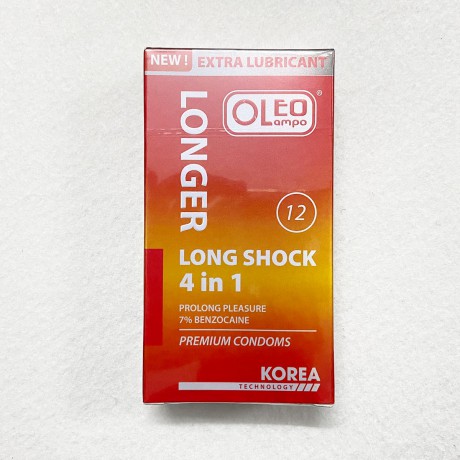 NEW !
EXTRA LUBRICANT
LONGER
OLEO ®
Lampo
12
LONG SHOCK
4 in 1
PROLONG PLEASURE
7% BENZOCAINE
PREMIUM CONDOMS
KOREA
TECHNOLOGY